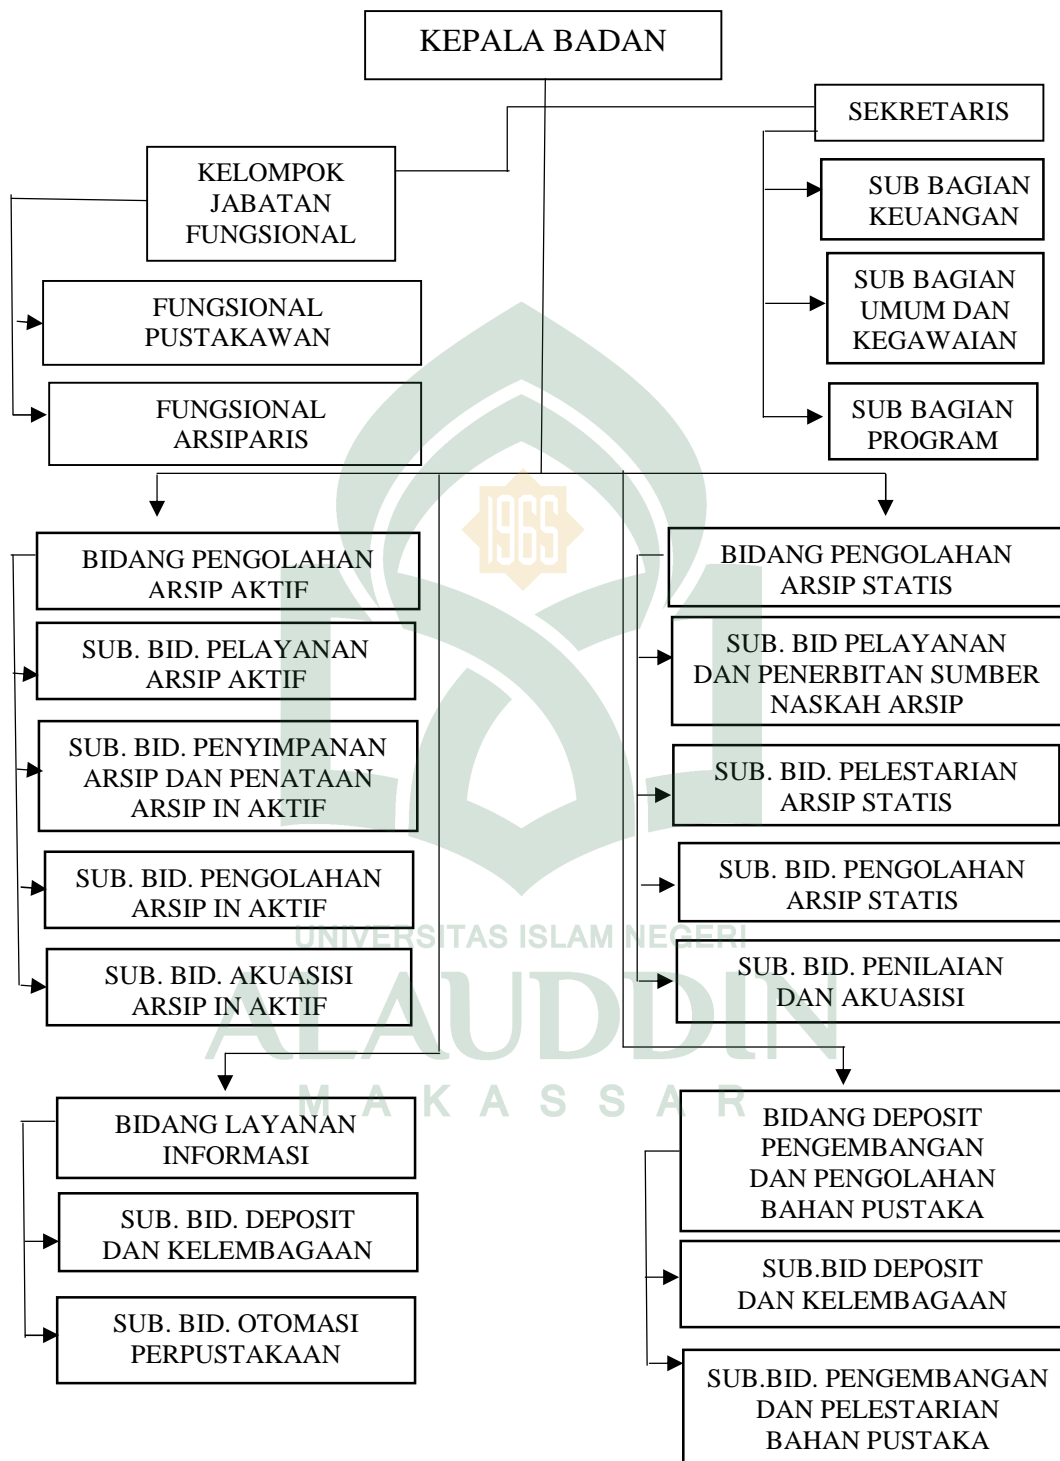 KEPALA BADAN
SEKRETARIS
KELOMPOK
JABATAN
FUNGSIONAL
SUB BAGIAN
KEUANGAN
FUNGSIONAL
PUSTAKAWAN
SUB BAGIAN
UMUM DAN
KEGAWAIAN
FUNGSIONAL
ARSIPARIS
SUB BAGIAN
PROGRAM
1965
BIDANG PENGOLAHAN
ARSIP AKTIF
SUB. BID. PELAYANAN
ARSIP AKTIF
SUB. BID. PENYIMPANAN
ARSIP DAN PENATAAN
ARSIP IN AKTIF
SUB. BID. PENGOLAHAN
ARSIP IN AKTIF
SUB. BID. AKUASISI
ARSIP IN AKTIF
BIDANG PENGOLAHAN
ARSIP STATIS
SUB. BID PELAYANAN
DAN PENERBITAN SUMBER
NASKAH ARSIP
SUB. BID. PELESTARIAN
ARSIP STATIS
SUB. BID. PENGOLAHAN
ARSIP STATIS
SUB. BID. PENILAIAN
DAN AKUASISI
UNIVERSITAS ISLAM NEGERI
ALAUDDIN
MAKASSAR
BIDANG LAYANAN
INFORMASI
SUB. BID. DEPOSIT
DAN KELEMBAGAAN
SUB. BID. OTOMASI
PERPUSTAKAAN
BIDANG DEPOSIT
PENGEMBANGAN
DAN PENGOLAHAN
BAHAN PUSTAKA
SUB.BID DEPOSIT
DAN KELEMBAGAAN
SUB.BID. PENGEMBANGAN
DAN PELESTARIAN
BAHAN PUSTAKA